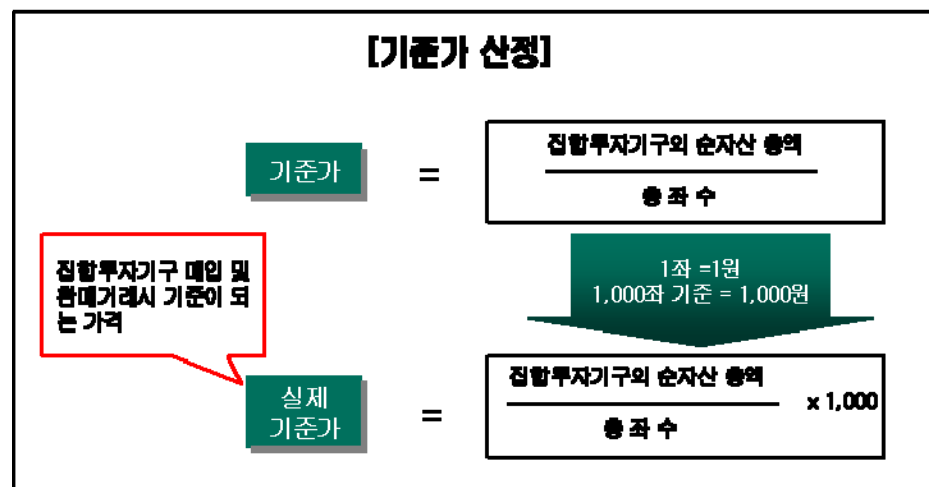 [기준가 산정]
기준가
=
집합투자기구의 순자산 총액
총 좌 수
1좌 =1원
1,000좌 기준 = 1,000원
집합투자기구 매입 및
환매거래시 기준이 되
는 가격
실제
기준가
=
집합투자기구의 순자산 총액
총 좌 수
x 1,000